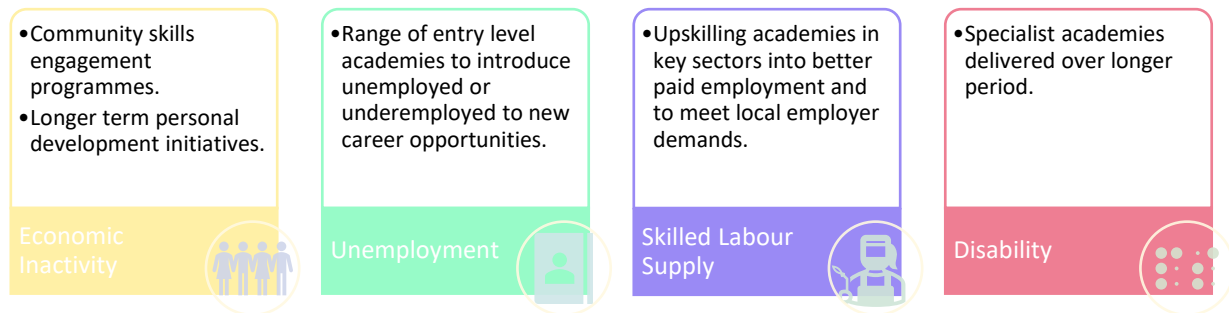 •Community skills
engagement
programmes.
•Longer term personal
development initiatives.
Economic
Inactivity
•Range of entry level
academies to introduce
unemployed or
underemployed to new
career opportunities.
Unemployment
•Upskilling academies in
key sectors into better
paid employment and
to meet local employer
demands.
Skilled Labour
Supply
•Specialist academies
delivered over longer
period.
Disability